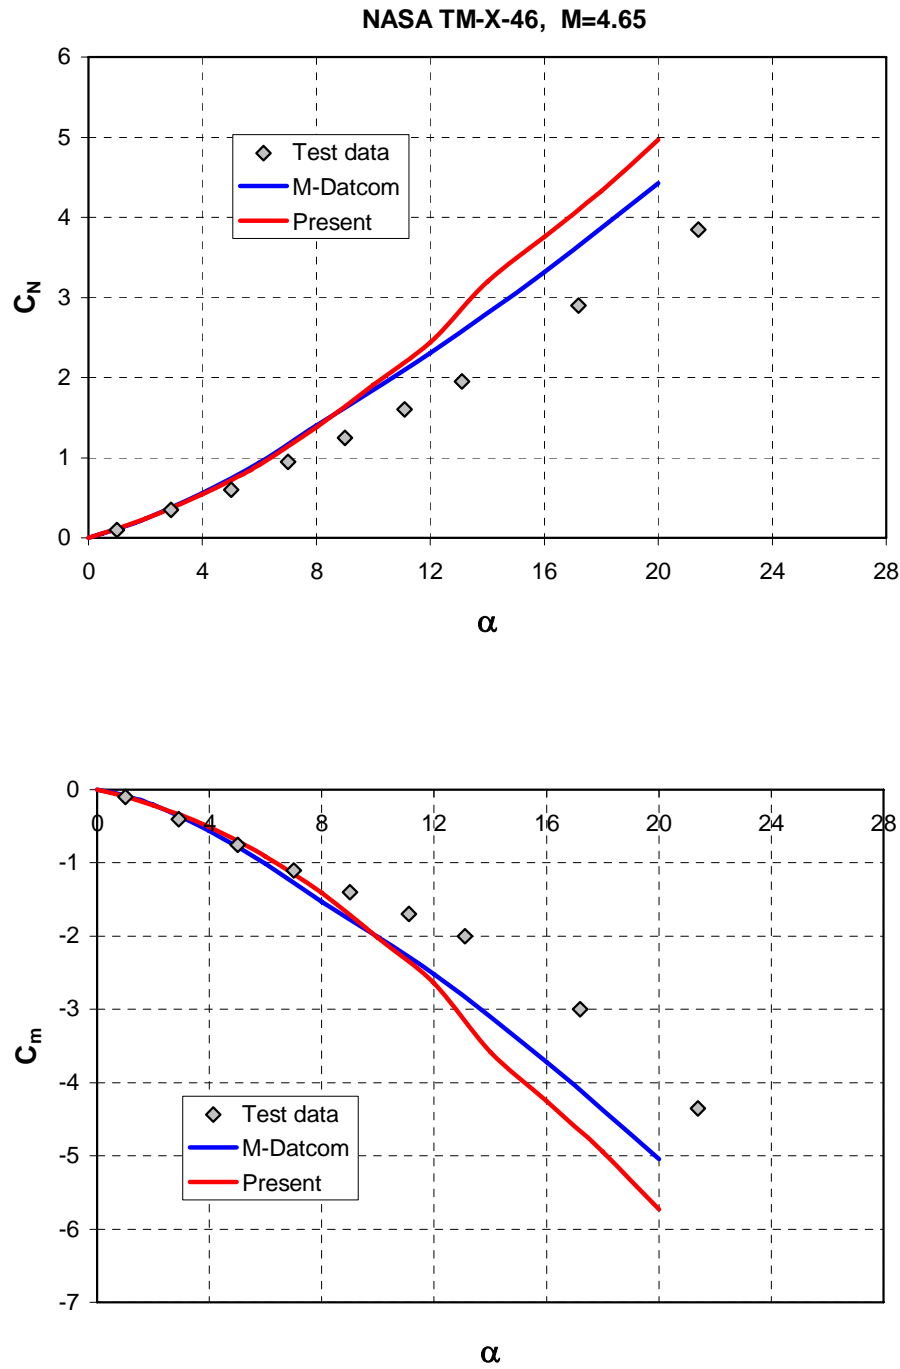 NASA TM-X-46, M=4.65
6
5
4
3
2
1
0
C_N
Test data
M-Datcom
Present
0 4 8 12 16 20 24 28
α
0
-1
-2
-3
-4
-5
-6
-7
C_m
0 4 8 12 16 20 24 28
Test data
M-Datcom
Present
α